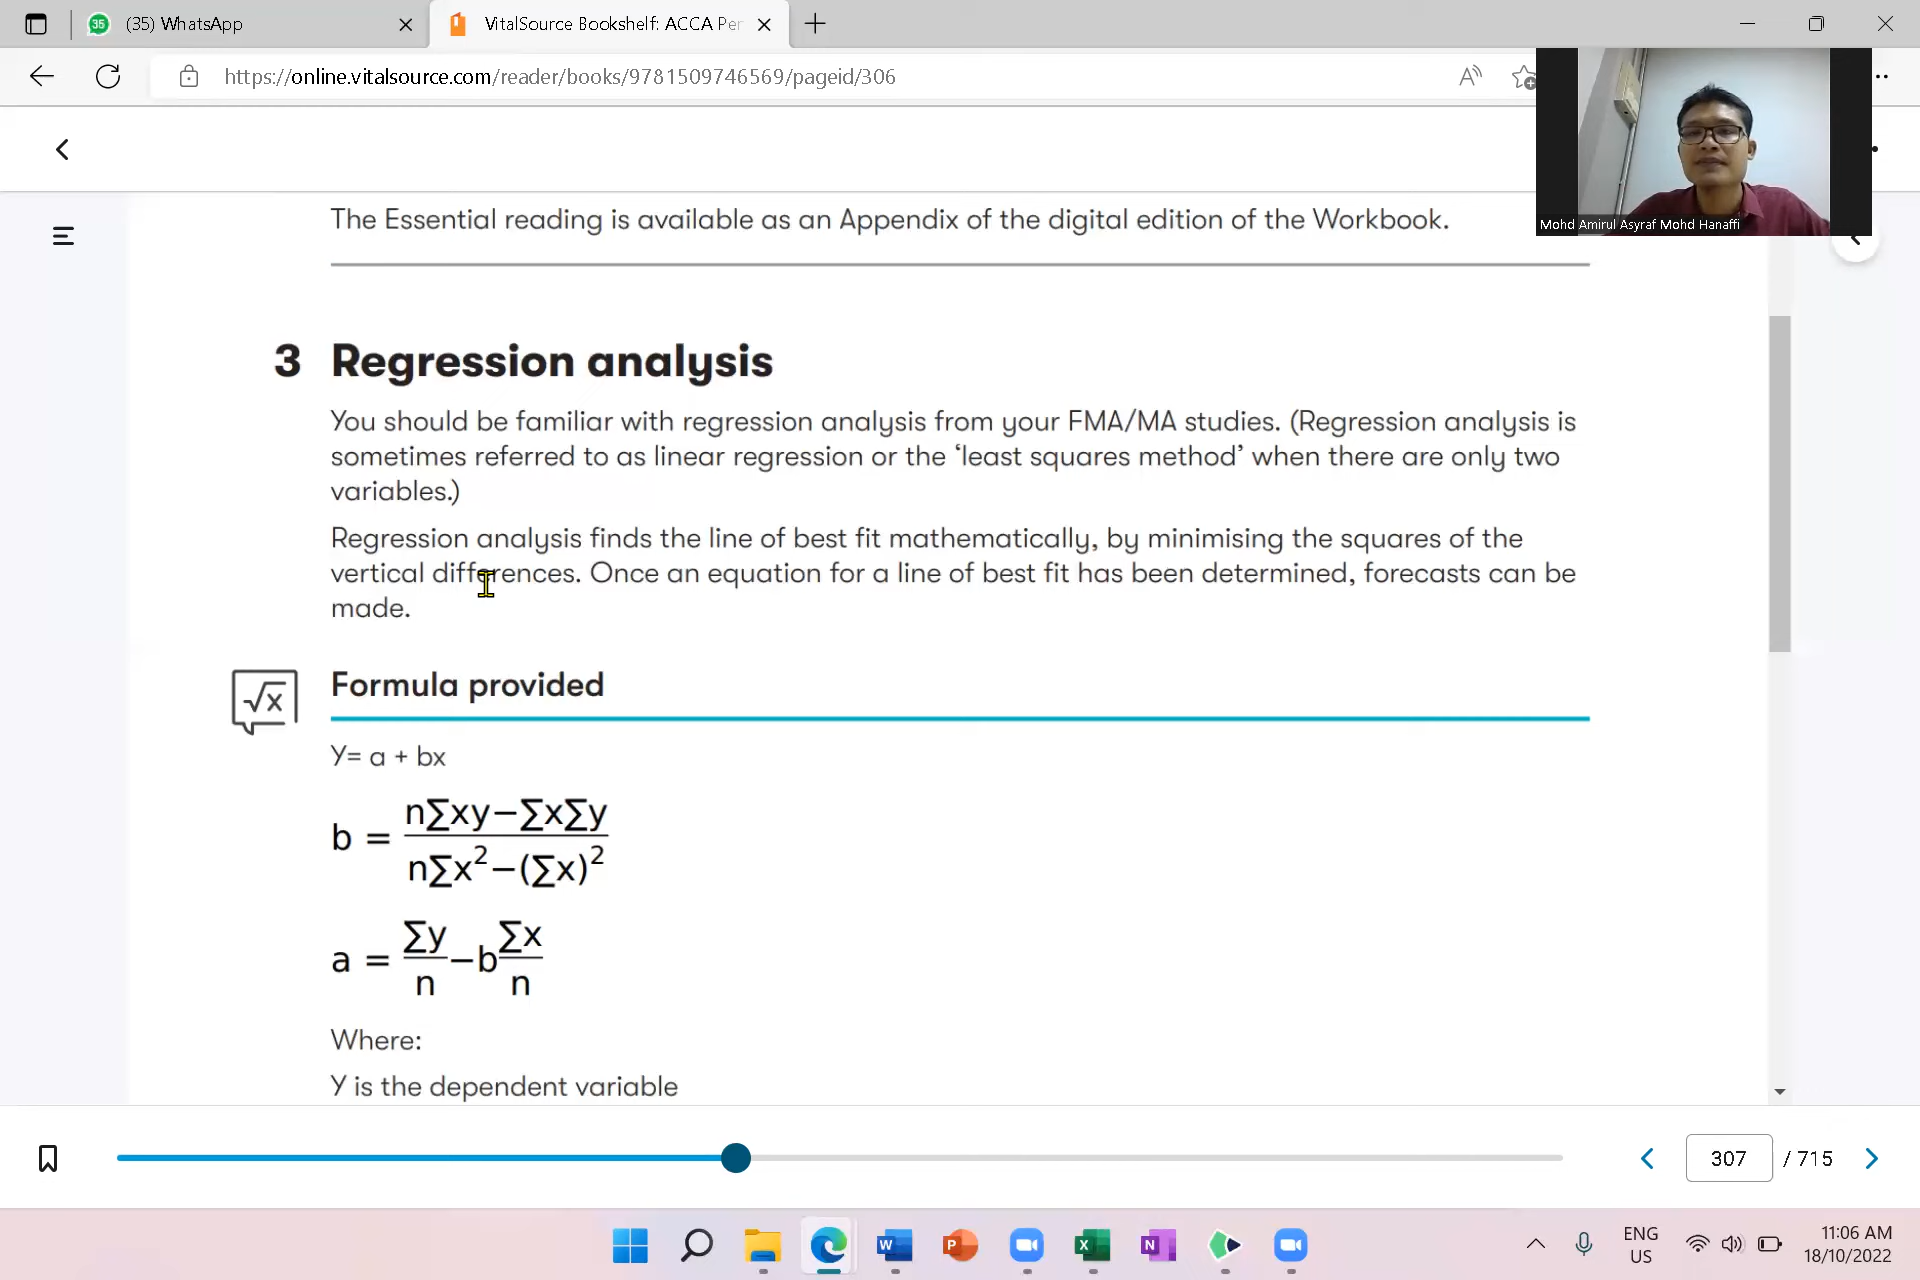 35
(35) WhatsApp
VitalSource Bookshelf: ACCA Per
https://online.vitalsource.com/reader/books/9781509746569/pageid/306
Mohd Amirul Asyraf Mohd Hanaffi
The Essential reading is available as an Appendix of the digital edition of the Workbook.
3 Regression analysis
You should be familiar with regression analysis from your FMA/MA studies. (Regression analysis is
sometimes referred to as linear regression or the ‘least squares method’ when there are only two
variables.)
Regression analysis finds the line of best fit mathematically, by minimising the squares of the
vertical differences. Once an equation for a line of best fit has been determined, forecasts can be
made.
√x
Formula provided
Y= a + bx
b = n∑xy−∑x∑y / n∑x²−(∑x)²
a = ∑y/n −b ∑x/n
Where:
Y is the dependent variable
307 / 715
W
P
X
N
ENG
US
11:06 AM
18/10/2022